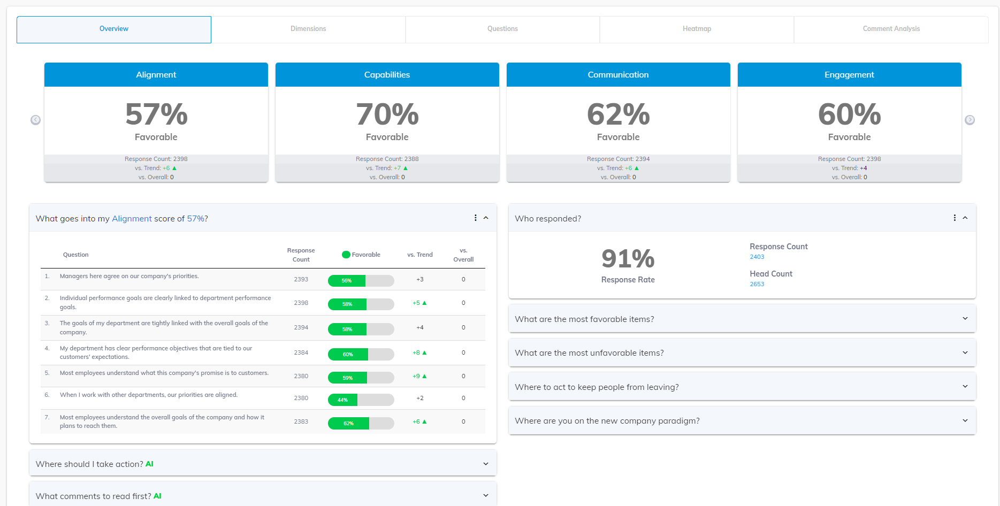 Overview
Dimensions
Questions
Heatmap
Comment Analysis
Alignment
57%
Favorable
Response Count: 2398
vs. Trend: +6 ▲
vs. Overall: 0
Capabilities
70%
Favorable
Response Count: 2388
vs. Trend: +7 ▲
vs. Overall: 0
Communication
62%
Favorable
Response Count: 2394
vs. Trend: +6 ▲
vs. Overall: 0
Engagement
60%
Favorable
Response Count: 2398
vs. Trend: +4
vs. Overall: 0
What goes into my Alignment score of 57%?
Question
Response
Count
Favorable
vs. Trend
vs.
Overall
1. Managers here agree on our company's priorities. 2393 56% +3 0
2. Individual performance goals are clearly linked to department performance
goals. 2398 58% +5 ▲ 0
3. The goals of my department are tightly linked with the overall goals of the
company. 2394 58% +4 0
4. My department has clear performance objectives that are tied to our
customers' expectations. 2384 60% +8 ▲ 0
5. Most employees understand what this company's promise is to customers. 2380 59% +9 ▲ 0
6. When I work with other departments, our priorities are aligned. 2380 44% +2 0
7. Most employees understand the overall goals of the company and how it
plans to reach them. 2383 62% +6 ▲ 0
Where should I take action? AI
What comments to read first? AI
Who responded?
91%
Response Rate
Response Count
2403
Head Count
2653
What are the most favorable items?
What are the most unfavorable items?
Where to act to keep people from leaving?
Where are you on the new company paradigm?